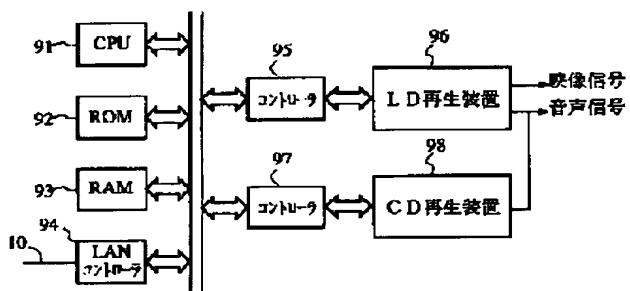 91
CPU
92
ROM
93
RAM
94
10
LAN
コントローラ
95
コントローラ
96
LD再生装置
映像信号
音声信号
97
コントローラ
98
CD再生装置